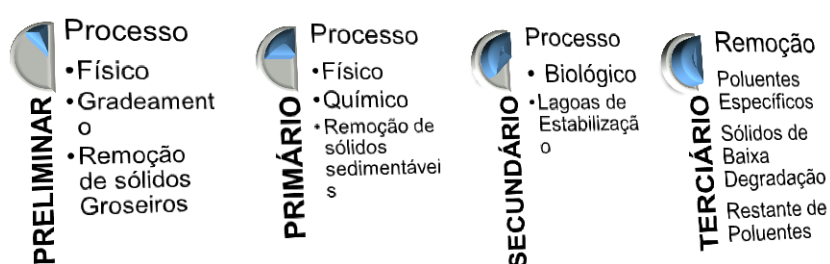 PRELIMINAR
Processo
•Físico
•Gradeament
o
•Remoção
de sólidos
Groseiros
PRIMÁRIO
Processo
•Físico
•Químico
•Remoção de
sólidos
sedimentávei
s
SECUNDÁRIO
Processo
• Biológico
•Lagoas de
Estabilizaçã
o
TERCIÁRIO
Remoção
Poluentes
Específicos
Sólidos de
Baixa
Degradação
Restante de
Poluentes